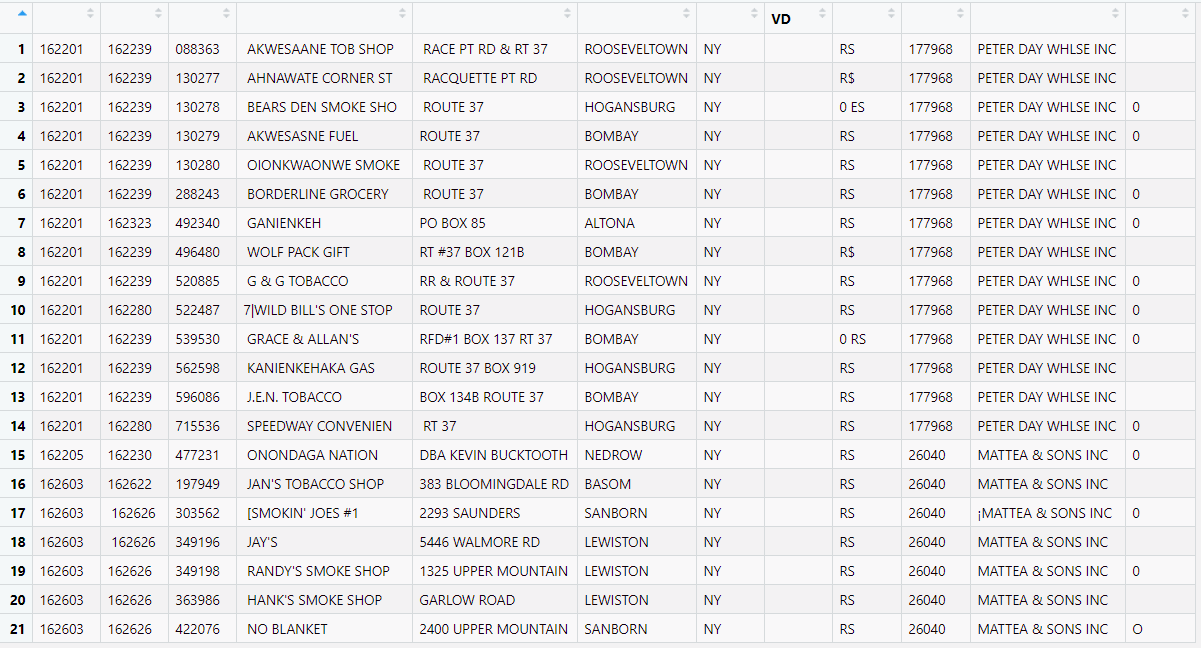 VD
1 162201 162239 088363 AKWESAANE TOB SHOP RACE PT RD & RT 37 ROOSEVELTOWN NY RS 177968 PETER DAY WHLSE INC
2 162201 162239 130277 AHNAWATE CORNER ST RACQUETTE PT RD ROOSEVELTOWN NY R$ 177968 PETER DAY WHLSE INC
3 162201 162239 130278 BEARS DEN SMOKE SHO ROUTE 37 HOGANSBURG NY 0 ES 177968 PETER DAY WHLSE INC 0
4 162201 162239 130279 AKWESASNE FUEL ROUTE 37 BOMBAY NY RS 177968 PETER DAY WHLSE INC 0
5 162201 162239 130280 OIONKWAONWE SMOKE ROUTE 37 ROOSEVELTOWN NY RS 177968 PETER DAY WHLSE INC
6 162201 162239 288243 BORDERLINE GROCERY ROUTE 37 BOMBAY NY RS 177968 PETER DAY WHLSE INC 0
7 162201 162323 492340 GANIENKEH PO BOX 85 ALTONA NY RS 177968 PETER DAY WHLSE INC 0
8 162201 162239 496480 WOLF PACK GIFT RT #37 BOX 121B BOMBAY NY R$ 177968 PETER DAY WHLSE INC
9 162201 162239 520885 G & G TOBACCO RR & ROUTE 37 ROOSEVELTOWN NY RS 177968 PETER DAY WHLSE INC 0
10 162201 162280 522487 7|WILD BILL'S ONE STOP ROUTE 37 HOGANSBURG NY RS 177968 PETER DAY WHLSE INC 0
11 162201 162239 539530 GRACE & ALLAN'S RFD#1 BOX 137 RT 37 BOMBAY NY 0 RS 177968 PETER DAY WHLSE INC 0
12 162201 162239 562598 KANIENKEHAKA GAS ROUTE 37 BOX 919 HOGANSBURG NY RS 177968 PETER DAY WHLSE INC
13 162201 162239 596086 J.E.N. TOBACCO BOX 134B ROUTE 37 BOMBAY NY RS 177968 PETER DAY WHLSE INC
14 162201 162280 715536 SPEEDWAY CONVENIEN RT 37 HOGANSBURG NY RS 177968 PETER DAY WHLSE INC 0
15 162205 162230 477231 ONONDAGA NATION DBA KEVIN BUCKTOOTH NEDROW NY RS 26040 MATTEA & SONS INC 0
16 162603 162622 197949 JAN'S TOBACCO SHOP 383 BLOOMINGDALE RD BASOM NY RS 26040 MATTEA & SONS INC
17 162603 162626 303562 [SMOKIN' JOES #1 2293 SAUNDERS SANBORN NY RS 26040 ¡MATTEA & SONS INC 0
18 162603 162626 349196 JAY'S 5446 WALMORE RD LEWISTON NY RS 26040 MATTEA & SONS INC
19 162603 162626 349198 RANDY'S SMOKE SHOP 1325 UPPER MOUNTAIN LEWISTON NY RS 26040 MATTEA & SONS INC 0
20 162603 162626 363986 HANK'S SMOKE SHOP GARLOW ROAD LEWISTON NY RS 26040 MATTEA & SONS INC
21 162603 162626 422076 NO BLANKET 2400 UPPER MOUNTAIN SANBORN NY RS 26040 MATTEA & SONS INC O